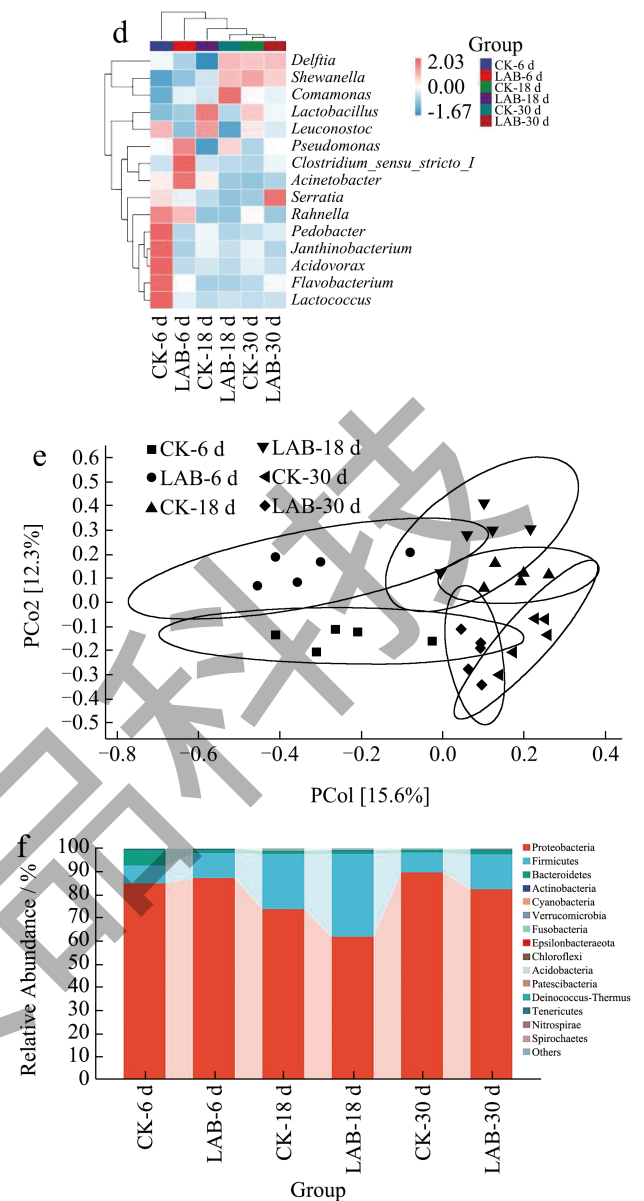 d
Group
Delftia
Shewanella
Comamonas
Lactobacillus
Leuconostoc
Pseudomonas
Clostridium_sensu_stricto_I
Acinetobacter
Serratia
Rahnella
Pedobacter
Janthinobacterium
Acidovorax
Flavobacterium
Lactococcus
2.03
0.00
-1.67
CK-6 d
LAB-6 d
CK-18 d
LAB-18 d
CK-30 d
LAB-30 d
CK-6 d
LAB-6 d
CK-18 d
LAB-18 d
CK-30 d
LAB-30 d
e
CK-6 d
LAB-6 d
CK-18 d
LAB-18 d
CK-30 d
LAB-30 d
PCo2 [12.3%]
0.6
0.5
0.4
0.3
0.2
0.1
0.0
−0.1
−0.2
−0.3
−0.4
−0.5
−0.8
−0.6
−0.4
−0.2
0.0
0.2
0.4
PCo1 [15.6%]
品科技
f
Relative Abundance / %
100
90
80
70
60
50
40
30
20
10
0
CK-6 d
LAB-6 d
CK-18 d
LAB-18 d
CK-30 d
LAB-30 d
Group
Proteobacteria
Firmicutes
Bacteroidetes
Actinobacteria
Cyanobacteria
Verrucomicrobia
Fusobacteria
Epsilonbacteraeota
Chloroflexi
Acidobacteria
Patescibacteria
Deinococcus-Thermus
Tenericutes
Nitrospirae
Spirochaetes
Others